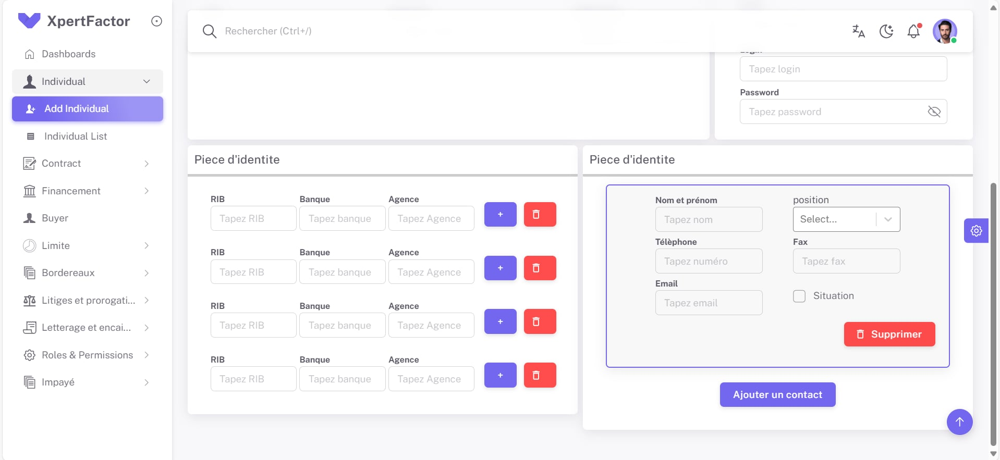 XpertFactor
Rechercher (Ctrl+/)
Dashboards
Individual
Add Individual
Individual List
Contract
Financement
Buyer
Limite
Bordereaux
Litiges et prorogati...
Letterage et encai...
Roles & Permissions
Impayé
Login
Tapez login
Password
Tapez password
Piece d'identite
RIB Banque Agence
Tapez RIB Tapez banque Tapez Agence +
RIB Banque Agence
Tapez RIB Tapez banque Tapez Agence +
RIB Banque Agence
Tapez RIB Tapez banque Tapez Agence +
RIB Banque Agence
Tapez RIB Tapez banque Tapez Agence +
Piece d'identite
Nom et prénom position
Tapez nom Select...
Télèphone Fax
Tapez numéro Tapez fax
Email
Tapez email Situation
Supprimer
Ajouter un contact